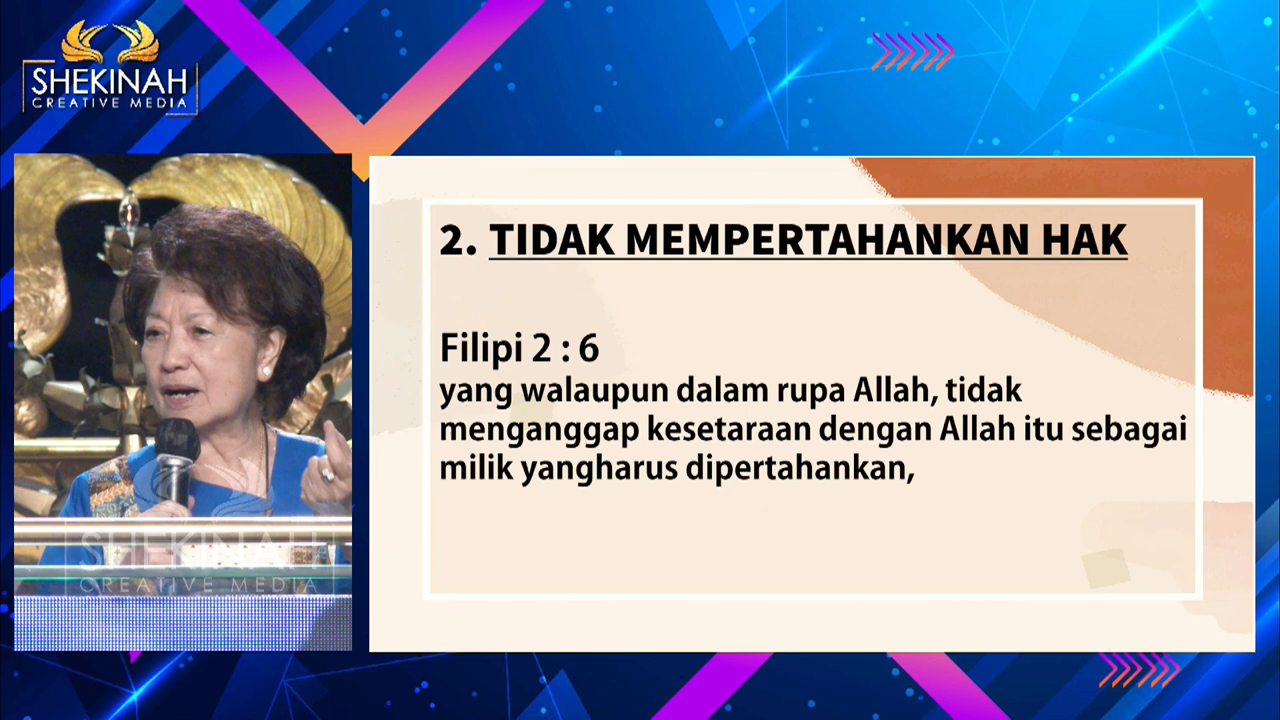 SHEKINAH
CREATIVE MEDIA
2. TIDAK MEMPERTAHANKAN HAK
Filipi 2 : 6
yang walaupun dalam rupa Allah, tidak
menganggap kesetaraan dengan Allah itu sebagai
milik yangharus dipertahankan,
SHEKINAH
CREATIVE MEDIA